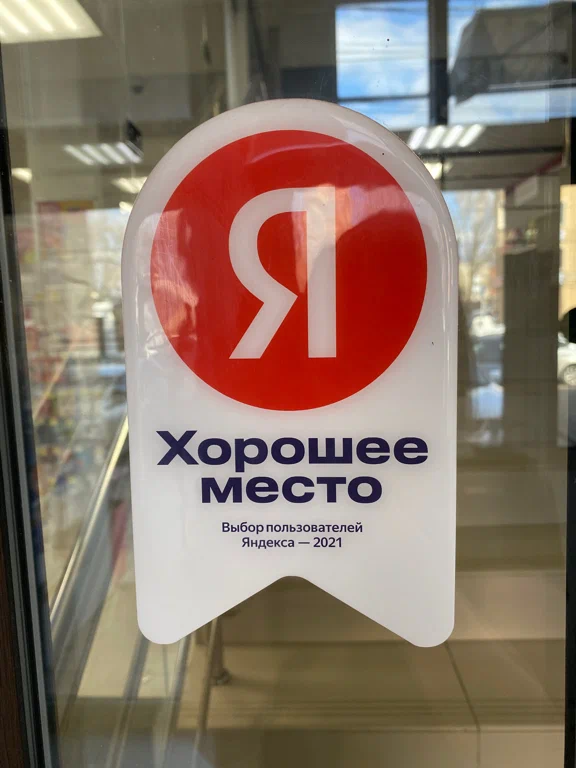 Я
Хорошее
место
Выбор пользователей
Яндекса — 2021